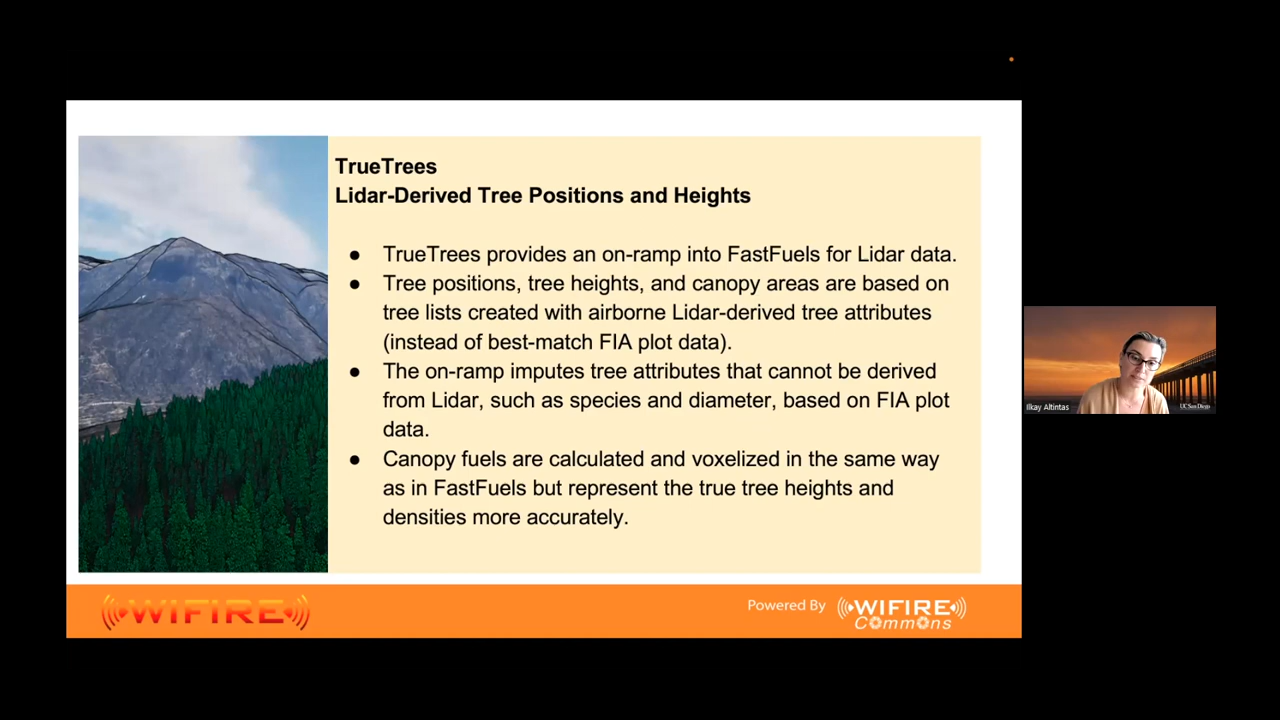 TrueTrees
Lidar-Derived Tree Positions and Heights
● TrueTrees provides an on-ramp into FastFuels for Lidar data.
● Tree positions, tree heights, and canopy areas are based on
tree lists created with airborne Lidar-derived tree attributes
(instead of best-match FIA plot data).
● The on-ramp imputes tree attributes that cannot be derived
from Lidar, such as species and diameter, based on FIA plot
data.
● Canopy fuels are calculated and voxelized in the same way
as in FastFuels but represent the true tree heights and
densities more accurately.
WIFIRE
Powered By WIFIRE
Commons
Ilkay Altintas
UC San Diego